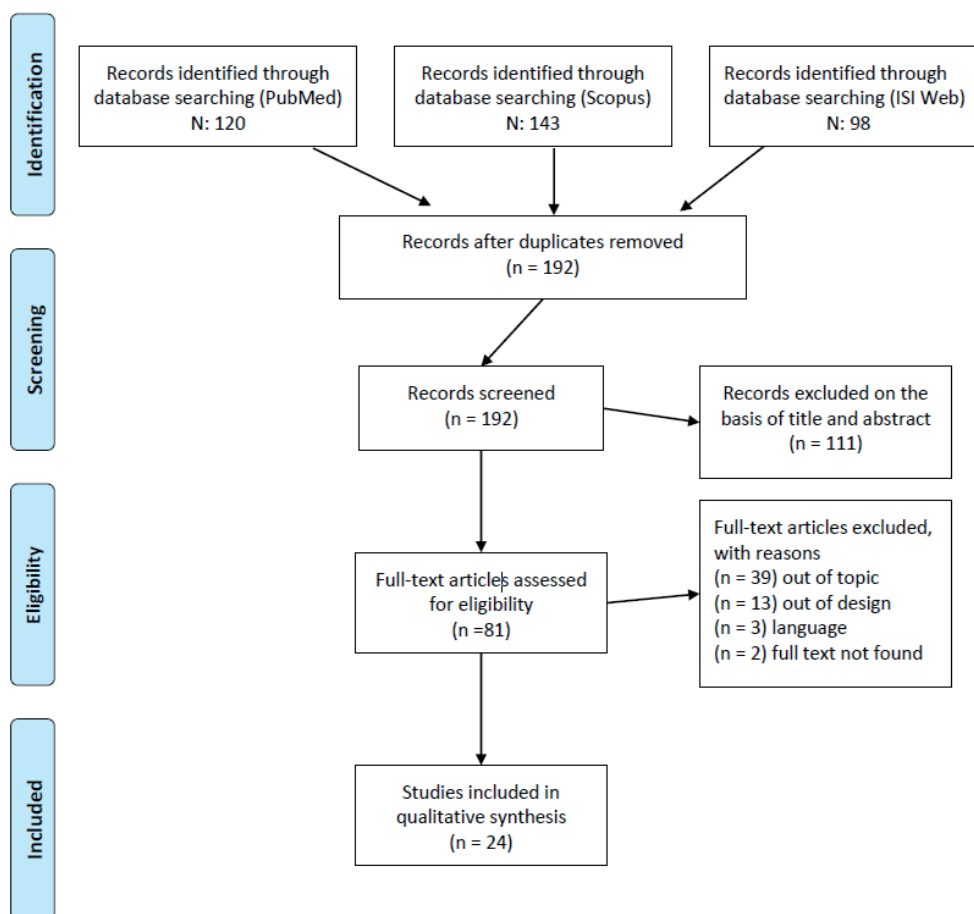 Identification
Records identified through
database searching (PubMed)
N: 120
Records identified through
database searching (Scopus)
N: 143
Records identified through
database searching (ISI Web)
N: 98
Records after duplicates removed
(n = 192)
Screening
Records screened
(n = 192)
Records excluded on the
basis of title and abstract
(n = 111)
Eligibility
Full-text articles assessed
for eligibility
(n =81)
Full-text articles excluded,
with reasons
(n = 39) out of topic
(n = 13) out of design
(n = 3) language
(n = 2) full text not found
Included
Studies included in
qualitative synthesis
(n = 24)